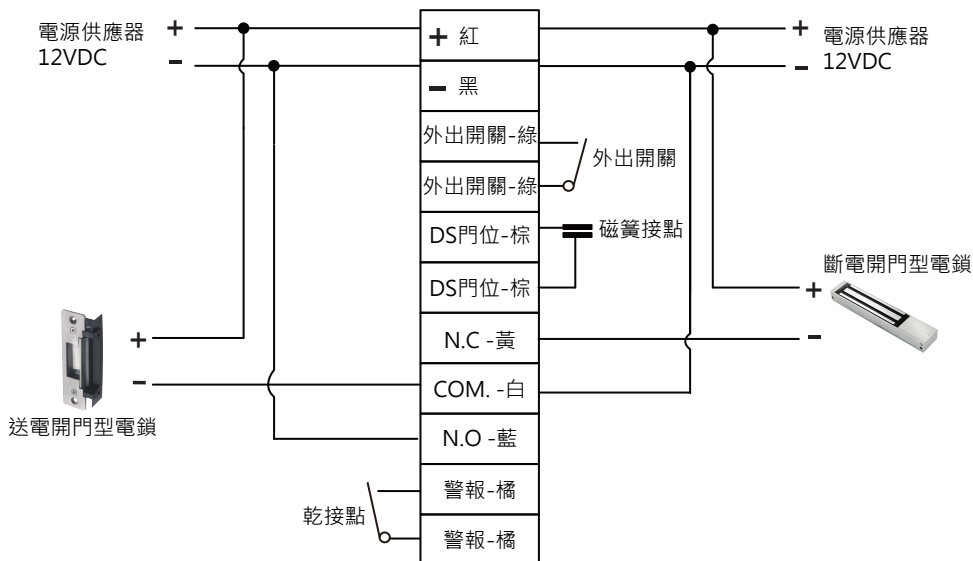 電源供應器
12VDC
+
-
+ 紅
- 黑
外出開關-綠
外出開關-綠
DS門位-棕
DS門位-棕
N.C -黃
COM. -白
N.O -藍
警報-橘
警報-橘
+
-
送電開門型電鎖
乾接點
外出開關
磁簧接點
+
-
電源供應器
12VDC
斷電開門型電鎖
+
-